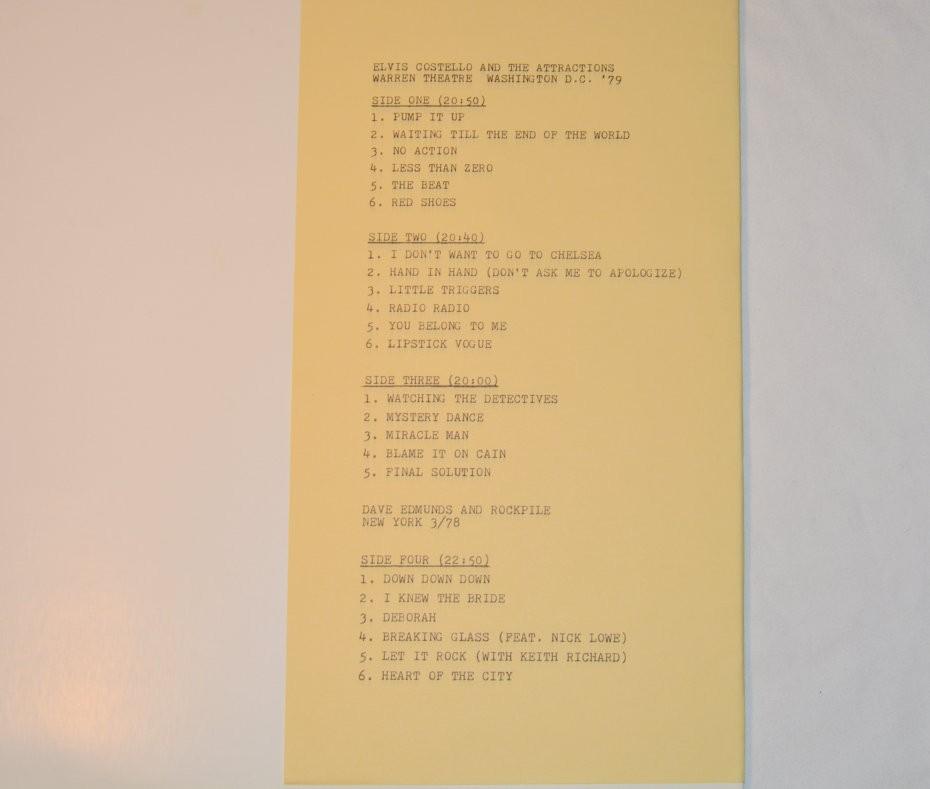 ELVIS COSTELLO AND THE ATTRACTIONS
WARREN THEATRE WASHINGTON D.C. '79
SIDE ONE (20:50)
1. PUMP IT UP
2. WAITING TILL THE END OF THE WORLD
3. NO ACTION
4. LESS THAN ZERO
5. THE BEAT
6. RED SHOES
SIDE TWO (20:40)
1. I DON'T WANT TO GO TO CHELSEA
2. HAND IN HAND (DON'T ASK ME TO APOLOGIZE)
3. LITTLE TRIGGERS
4. RADIO RADIO
5. YOU BELONG TO ME
6. LIPSTICK VOGUE
SIDE THREE (20:00)
1. WATCHING THE DETECTIVES
2. MYSTERY DANCE
3. MIRACLE MAN
4. BLAME IT ON CAIN
5. FINAL SOLUTION
DAVE EDMUNDS AND ROCKPILE
NEW YORK 3/78
SIDE FOUR (22:50)
1. DOWN DOWN DOWN
2. I KNEW THE BRIDE
3. DEBORAH
4. BREAKING GLASS (FEAT. NICK LOWE)
5. LET IT ROCK (WITH KEITH RICHARD)
6. HEART OF THE CITY